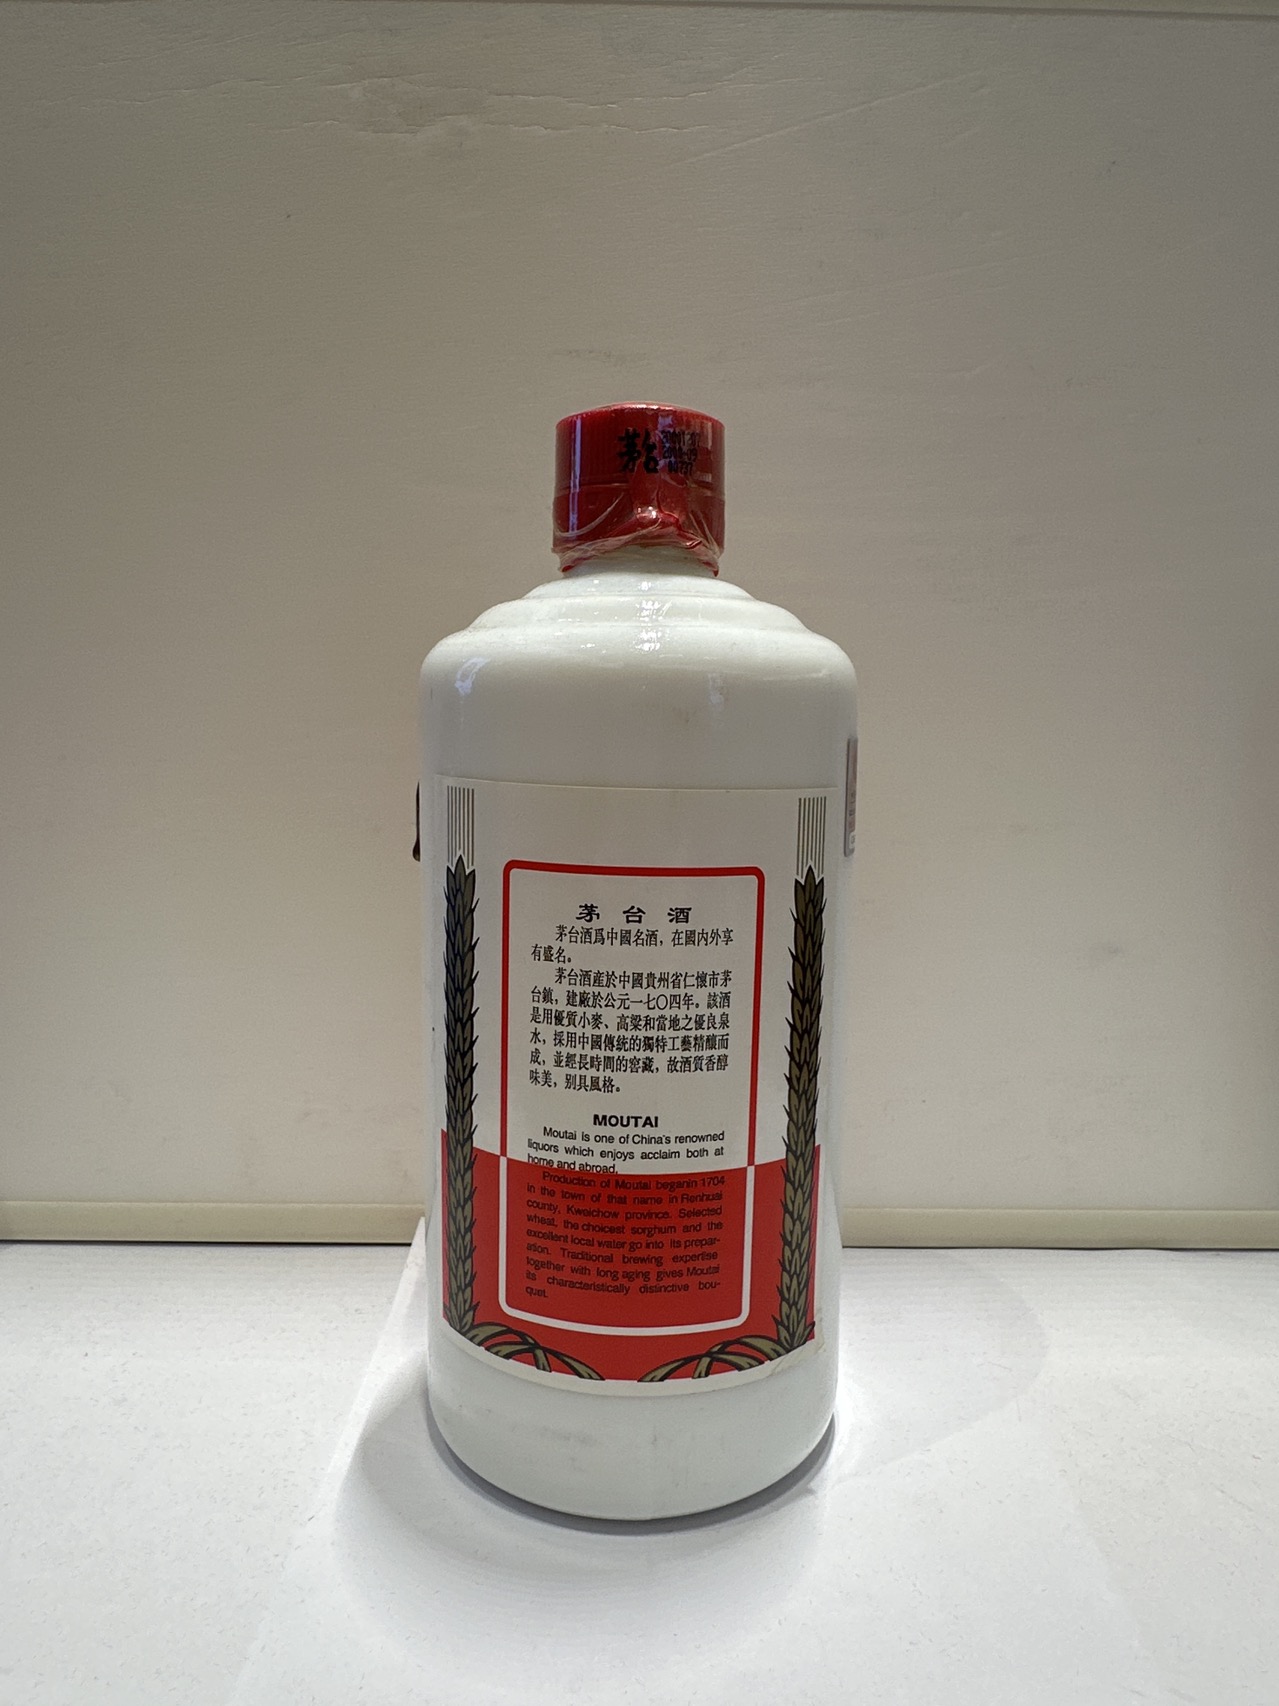 茅台
茅台酒
茅台酒爲中國名酒，在國内外享
有盛名。
茅台酒産於中國貴州省仁懷市茅
台鎮，建廠於公元一七〇四年。該酒
是用優質小麥、高粱和當地之優良泉
水，採用中國傳統的獨特工藝精釀而
成，並經長時間的窖藏，故酒質香醇
味美，别具風格。
MOUTAI
Moutai is one of China's renowned
liquors which enjoys acclaim both at
home and abroad.
Production of Moutai beganin 1704
in the town of that name in Renhuai
county, Kweichow province. Selected
wheat, the choicest sorghum and the
excellent local water go into its prepar-
ation. Traditional brewing expertise
together with long aging gives Moutai
its characteristically distinctive bou-
quet.